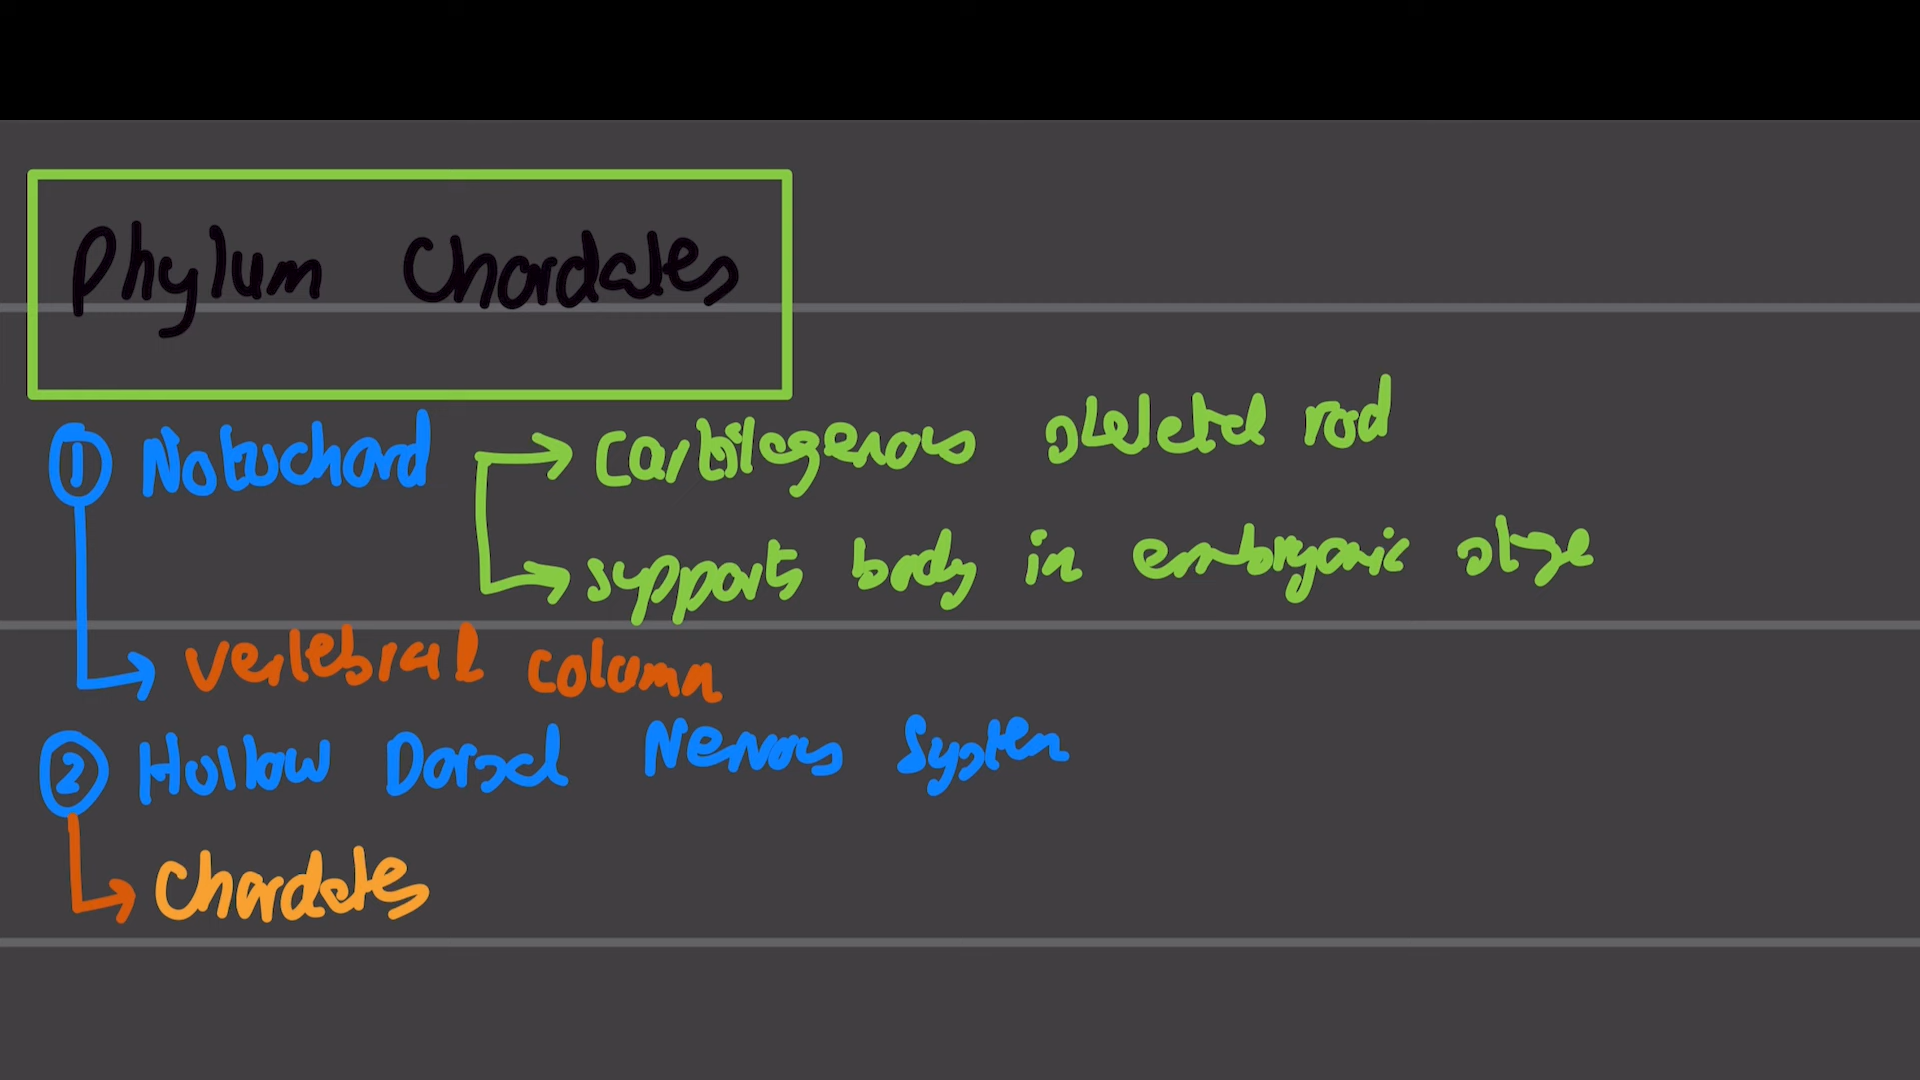 Phylum Chordates
① Notochord → Cartilagenous skeletal rod
→ supports body in embryonic stage
→ vertebral column
② Hollow Dorsal Nervous System
→ Chordates